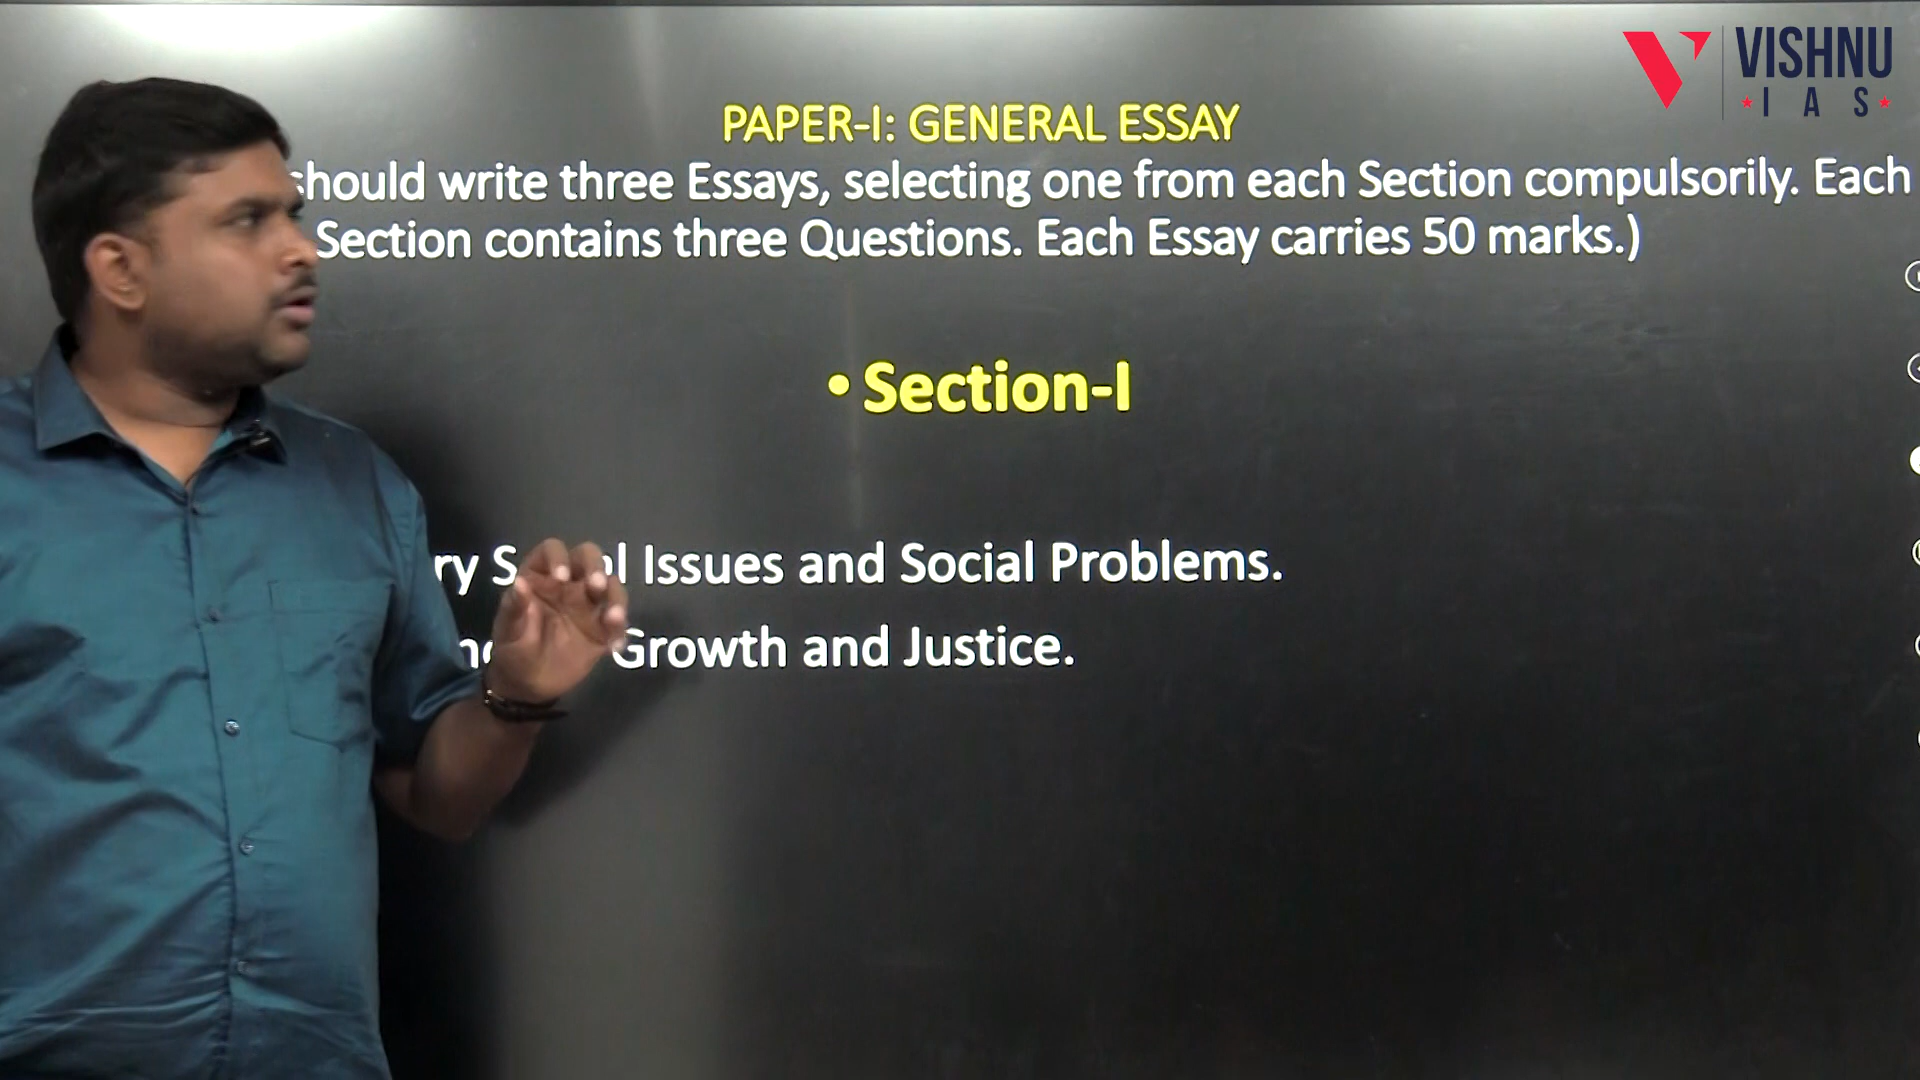 VISHNU
IAS
PAPER-I: GENERAL ESSAY
should write three Essays, selecting one from each Section compulsorily. Each
Section contains three Questions. Each Essay carries 50 marks.)
• Section-I
Issues and Social Problems.
Growth and Justice.